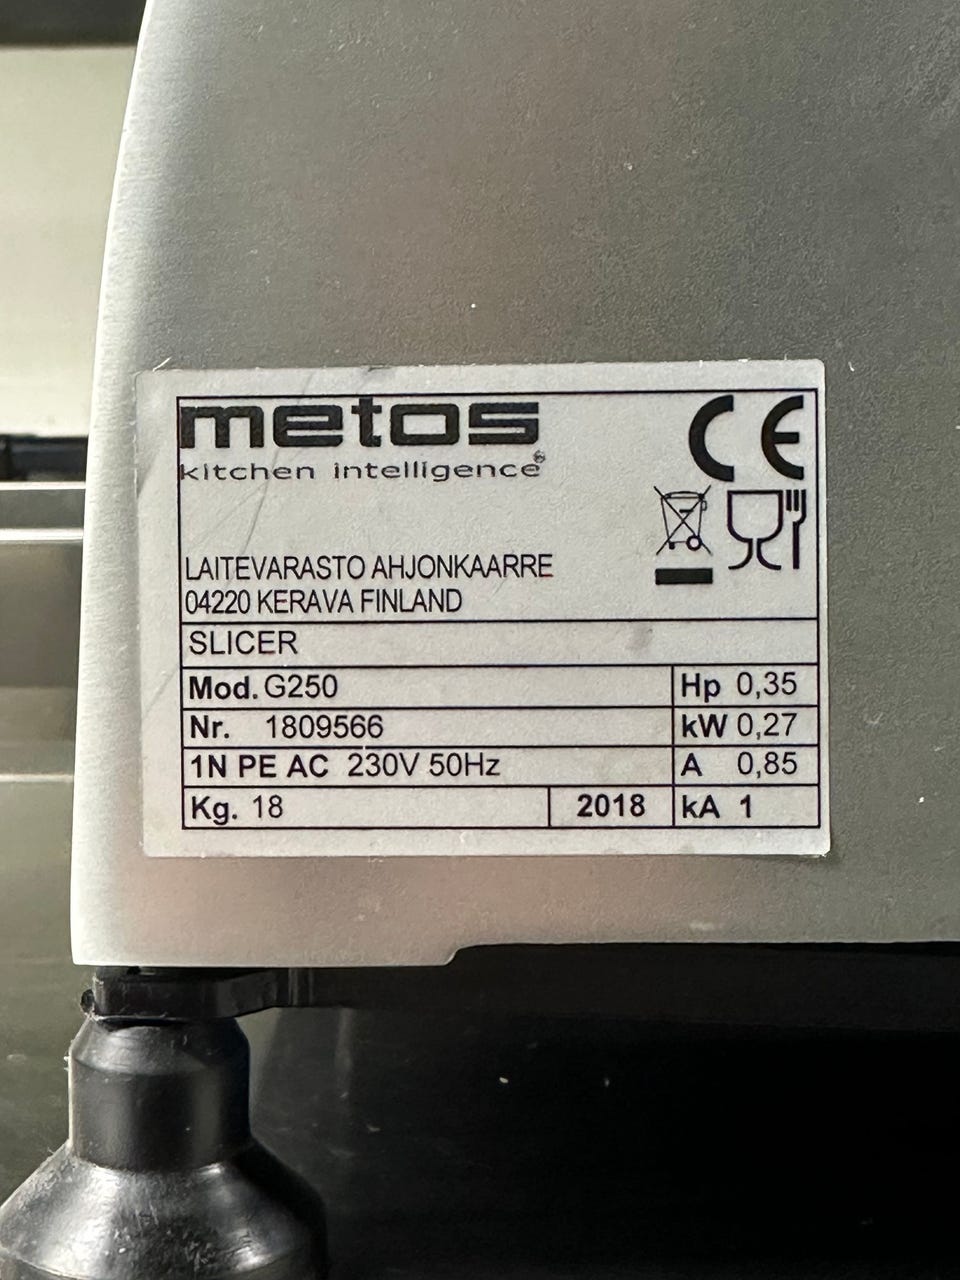 metos
kitchen intelligence®
CE
LAITEVARASTO AHJONKAARRE
04220 KERAVA FINLAND
SLICER
Mod. G250
Hp 0,35
Nr. 1809566
kW 0,27
1N PE AC 230V 50Hz
A 0,85
Kg. 18
2018
kA 1